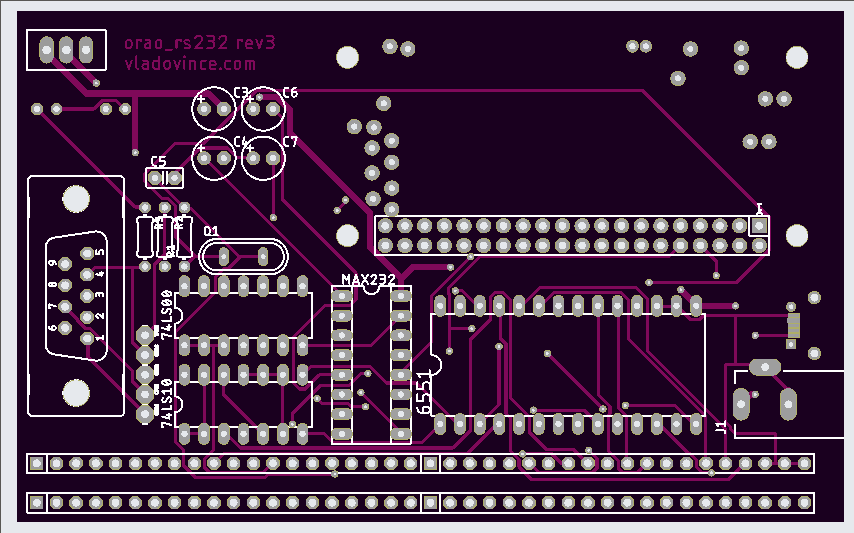 orao_rs232 rev3
vladovince.com
C3
C6
C4
C7
C5
R1
R2
Q1
MAX232
1
5
9
4
8
3
7
2
6
1
74LS00
74LS10
6551
J1